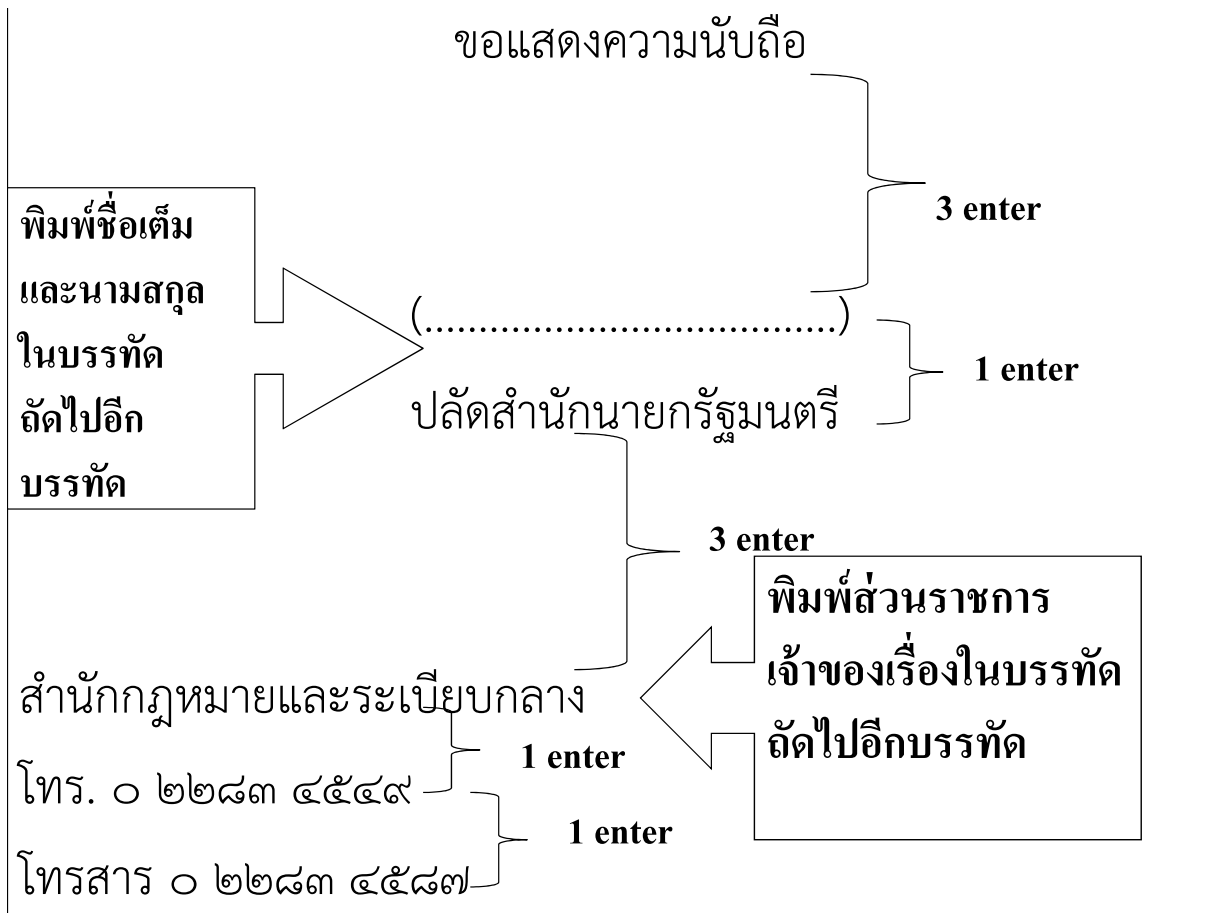 ขอแสดงความนับถือ
3 enter
พิมพ์ชื่อเต็ม
และนามสกุล
ในบรรทัด
ถัดไปอีก
บรรทัด
(.......................................)
1 enter
ปลัดสำนักนายกรัฐมนตรี
3 enter
พิมพ์ส่วนราชการ
เจ้าของเรื่องในบรรทัด
ถัดไปอีกบรรทัด
สำนักกฎหมายและระเบียบกลาง
1 enter
โทร. ๐ ๒๒๘๓ ๔๕๔๙
1 enter
โทรสาร ๐ ๒๒๘๓ ๔๕๘๗